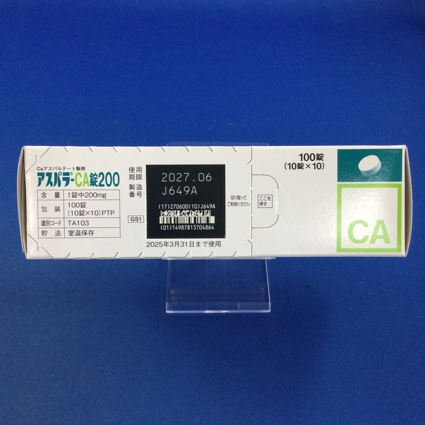 Caアスパルテート製剤
アスパラ-CA錠200
含量 1錠中200mg
包装 100錠
(10錠×10)PTP
識別コード TA103
貯法 室温保存
使用期限 2027.06
製造番号 J649A
(17)270600(10)J649A
GS1
(01)14987813704864
2025年3月31日まで使用
切り取って
ご利用ください
ここを
押す
100錠
(10錠×10)
CA